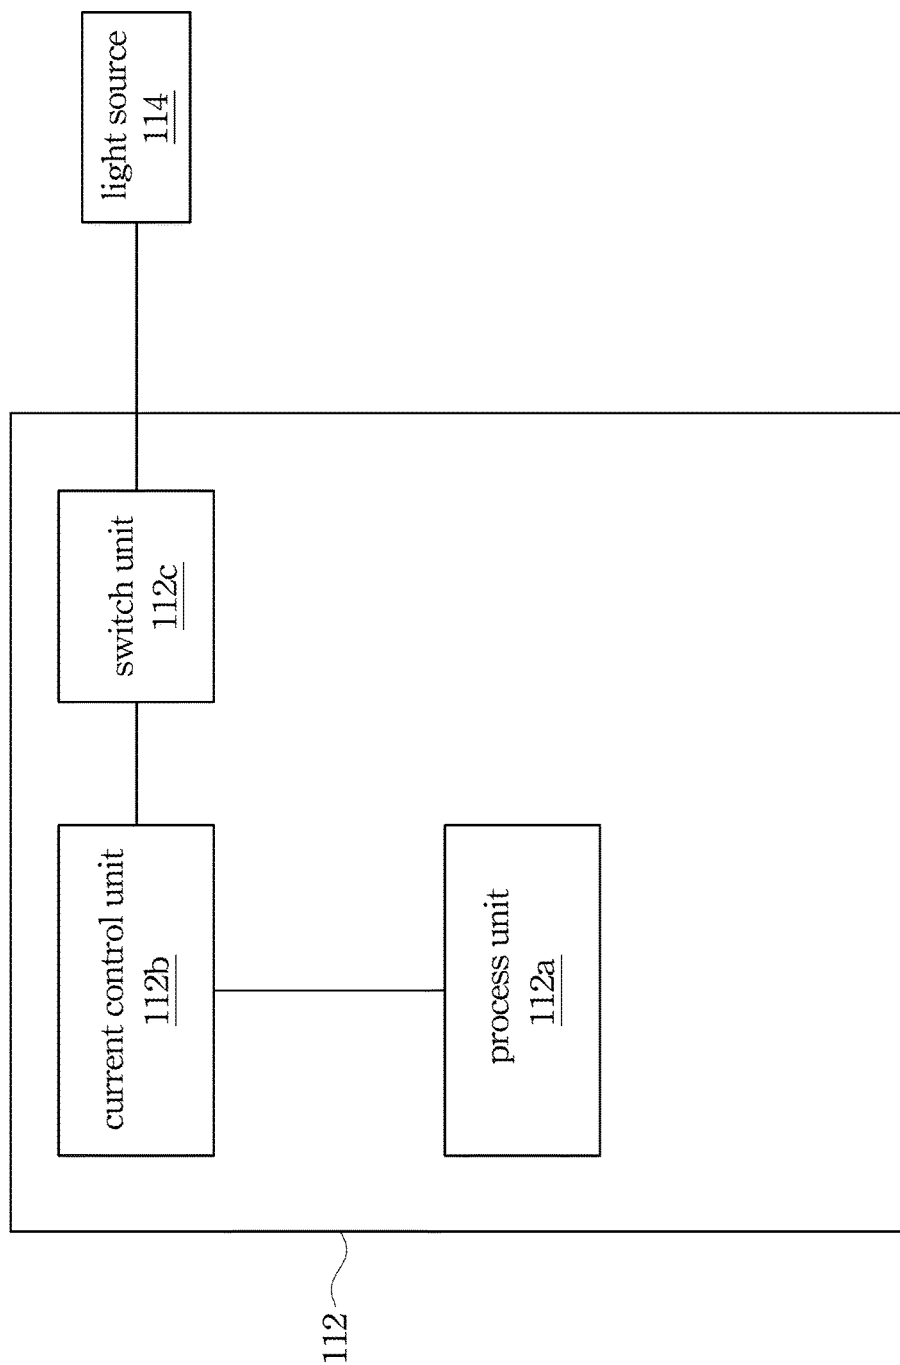 112
current control unit
112b
switch unit
112c
light source
114
process unit
112a